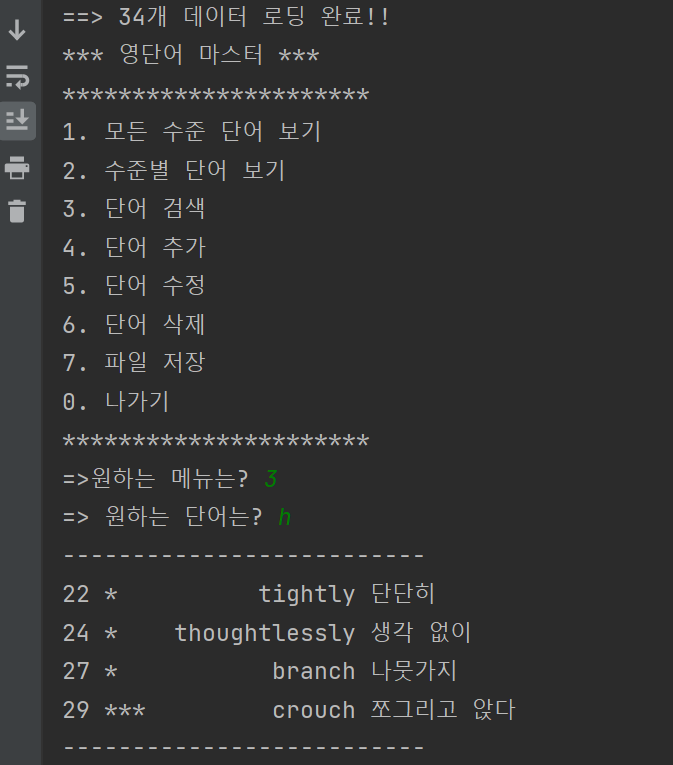 ==> 34개 데이터 로딩 완료!!
*** 영단어 마스터 ***
**********************
1. 모든 수준 단어 보기
2. 수준별 단어 보기
3. 단어 검색
4. 단어 추가
5. 단어 수정
6. 단어 삭제
7. 파일 저장
0. 나가기
**********************
=>원하는 메뉴는? 3
=> 원하는 단어는? h
--------------------------
22 *          tightly 단단히
24 *    thoughtlessly 생각 없이
27 *           branch 나뭇가지
29 ***         crouch 쪼그리고 앉다
--------------------------